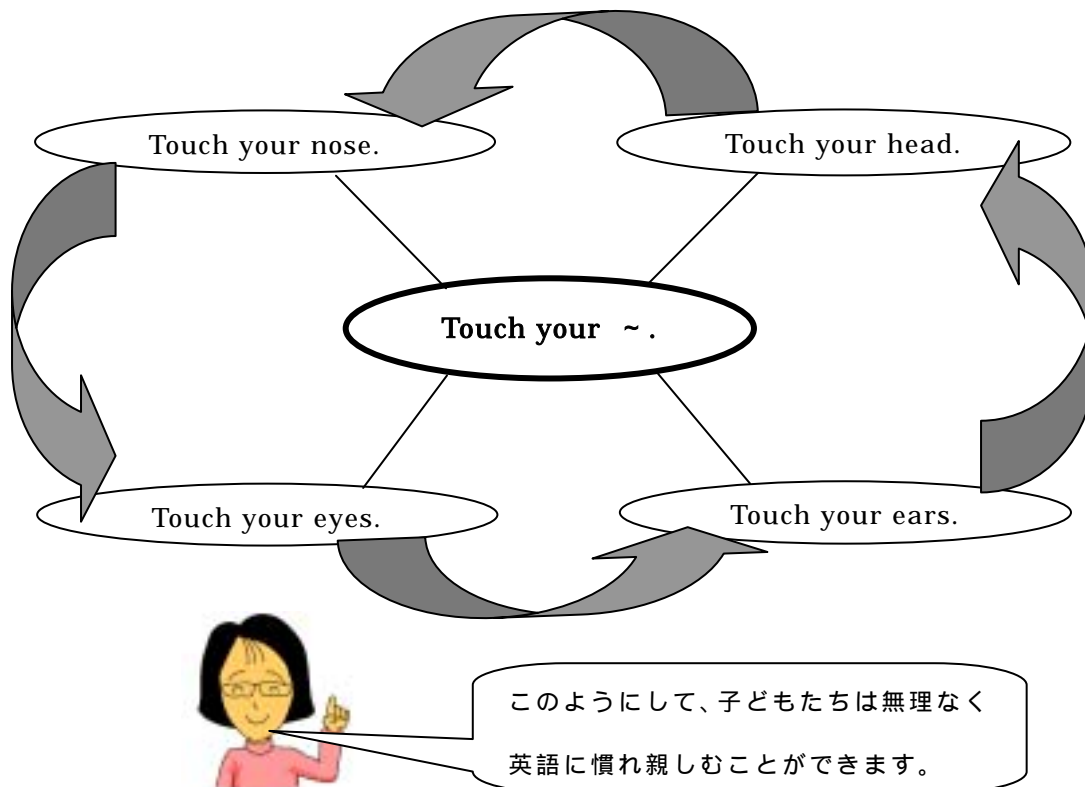 Touch your nose.
Touch your head.
Touch your ~ .
Touch your eyes.
Touch your ears.
このようにして、子どもたちは無理なく
英語に慣れ親しむことができます。